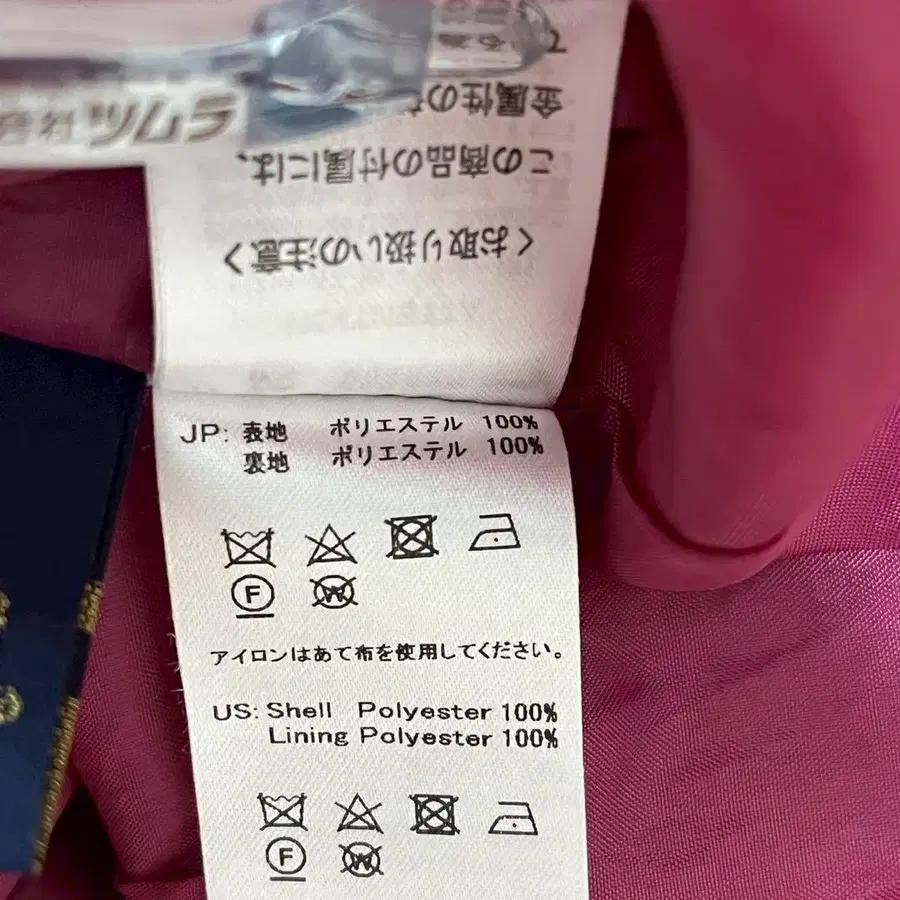 会社ツムラ
金属性の
この商品の付属には、
<お取り扱いの注意>
JP: 表地 ポリエステル 100%
裏地 ポリエステル 100%
F W
アイロンはあて布を使用してください。
US: Shell Polyester 100%
Lining Polyester 100%
F W